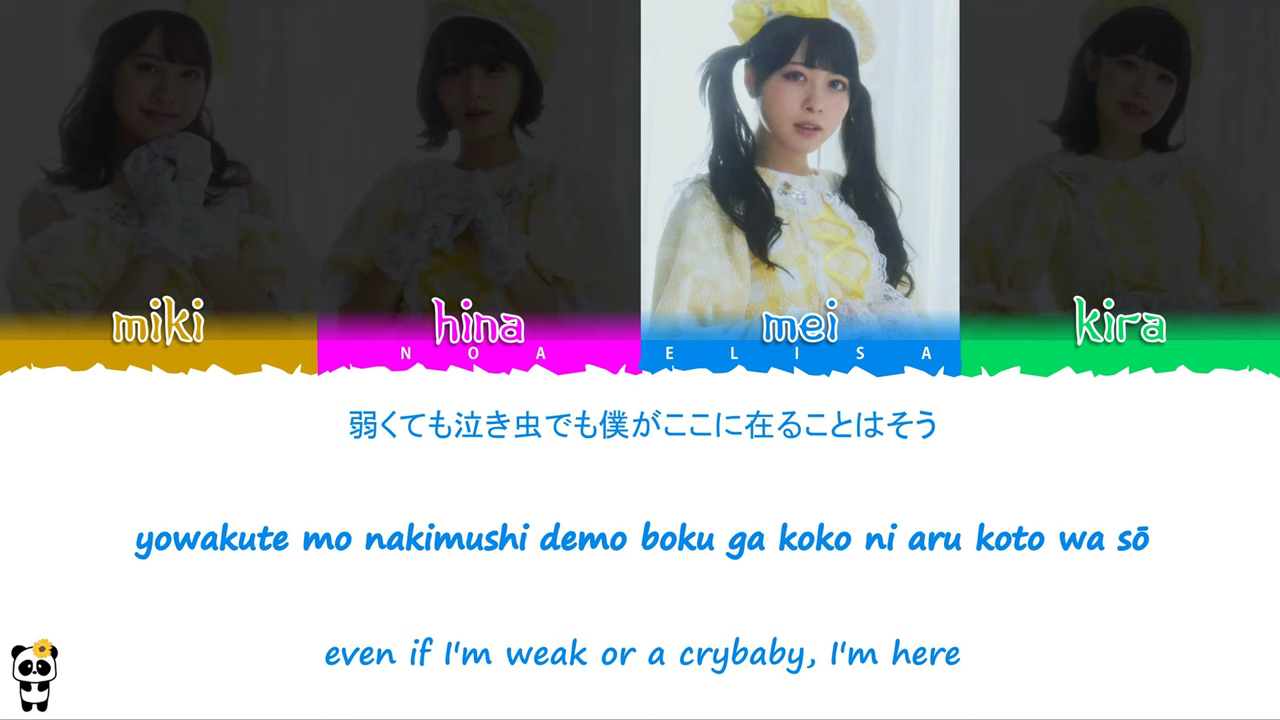 miki hina mei kira
NOA ELISA
弱くても泣き虫でも僕がここに在ることはそう
yowakute mo nakimushi demo boku ga koko ni aru koto wa sō
even if I'm weak or a crybaby, I'm here